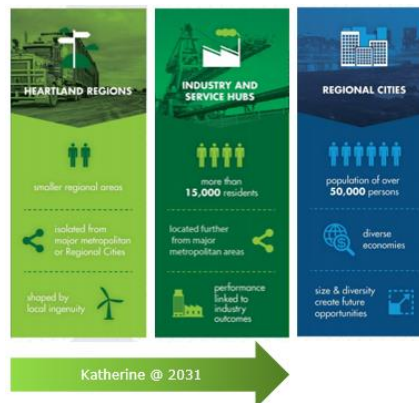 HEARTLAND REGIONS
smaller regional areas
isolated from
major metropolitan
or Regional Cities
shaped by
local ingenuity
INDUSTRY AND
SERVICE HUBS
more than
15,000 residents
located further
from major
metropolitan areas
performance
linked to
industry
outcomes
REGIONAL CITIES
population of over
50,000 persons
diverse
economies
size & diversity
create future
opportunities
Katherine @ 2031